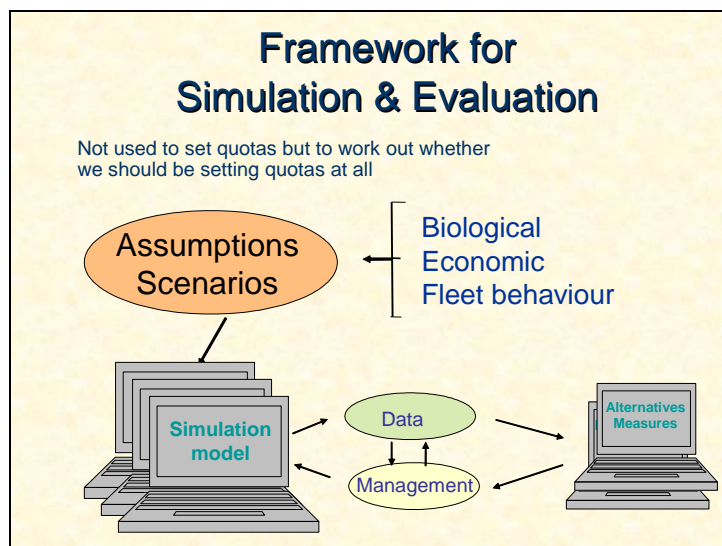 Framework for
Simulation & Evaluation
Not used to set quotas but to work out whether
we should be setting quotas at all
Assumptions
Scenarios
Biological
Economic
Fleet behaviour
Simulation
model
Data
Management
Alternatives
Measures